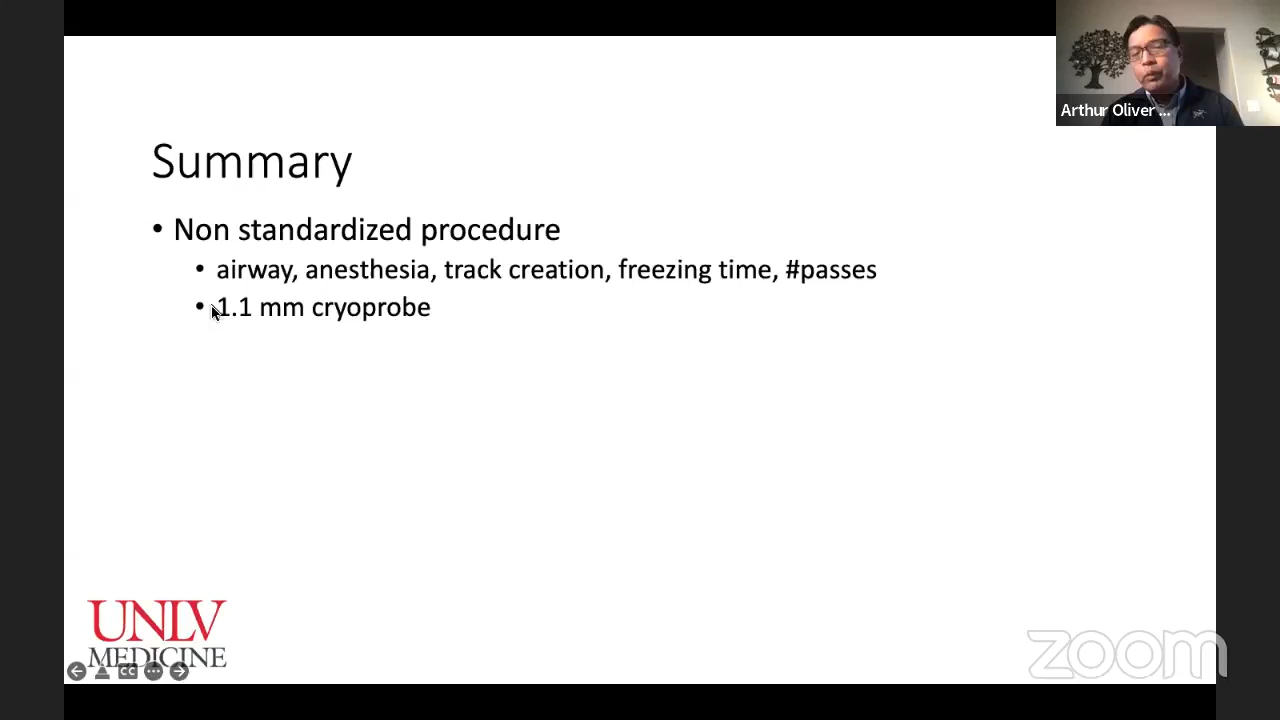 Arthur Oliver ...
Summary
• Non standardized procedure
• airway, anesthesia, track creation, freezing time, #passes
• 1.1 mm cryoprobe
UNLV
MEDICINE
CC
zoom